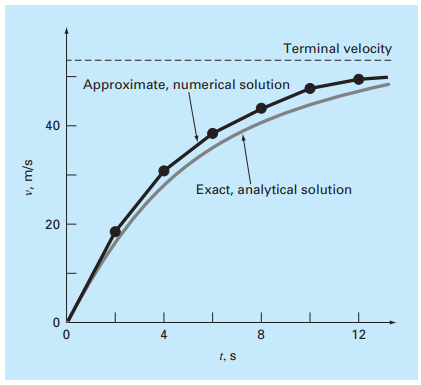 Terminal velocity
Approximate, numerical solution
40
v, m/s
Exact, analytical solution
20
0
0 4 8 12
t, s